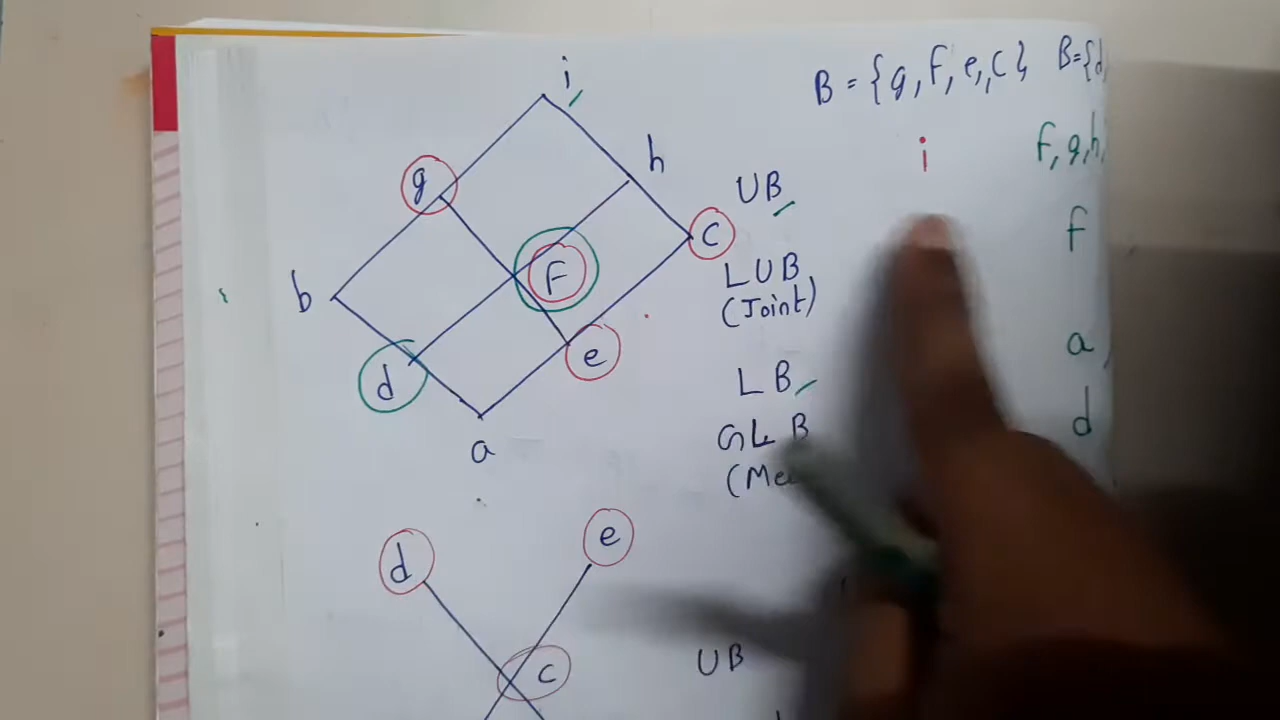 i
B = {g, f, e, c}
B = {d,
h
i
f, g, h,
g
UB
C
f
F
LUB
b
(Joint)
a
e
LB
d
d
GLB
a
e
d
c
UB